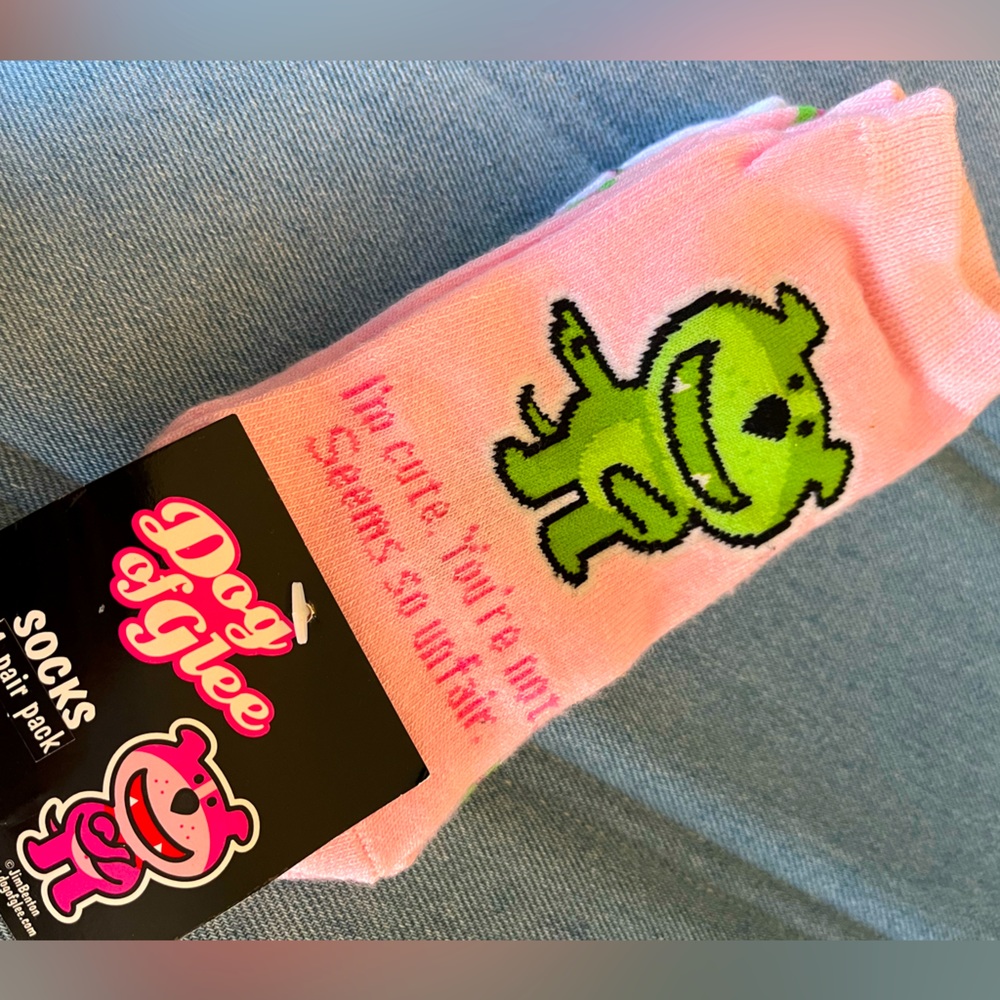 I'm cute. You're not
Seems so unfair.
Dog
of
Glee
SOCKS
pair pack
©JimBenton
dogofglee.com